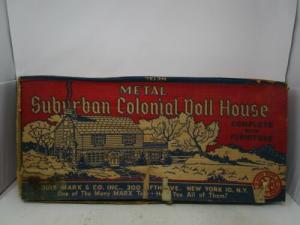 METAL
METAL
Suburban Colonial Doll House
COMPLETE
WITH
FURNITURE
LOUIS MARX & CO. INC., 200 FIFTH AVE. NEW YORK 10, N.Y.
One of The Many MARX Toys - Have You All of Them?